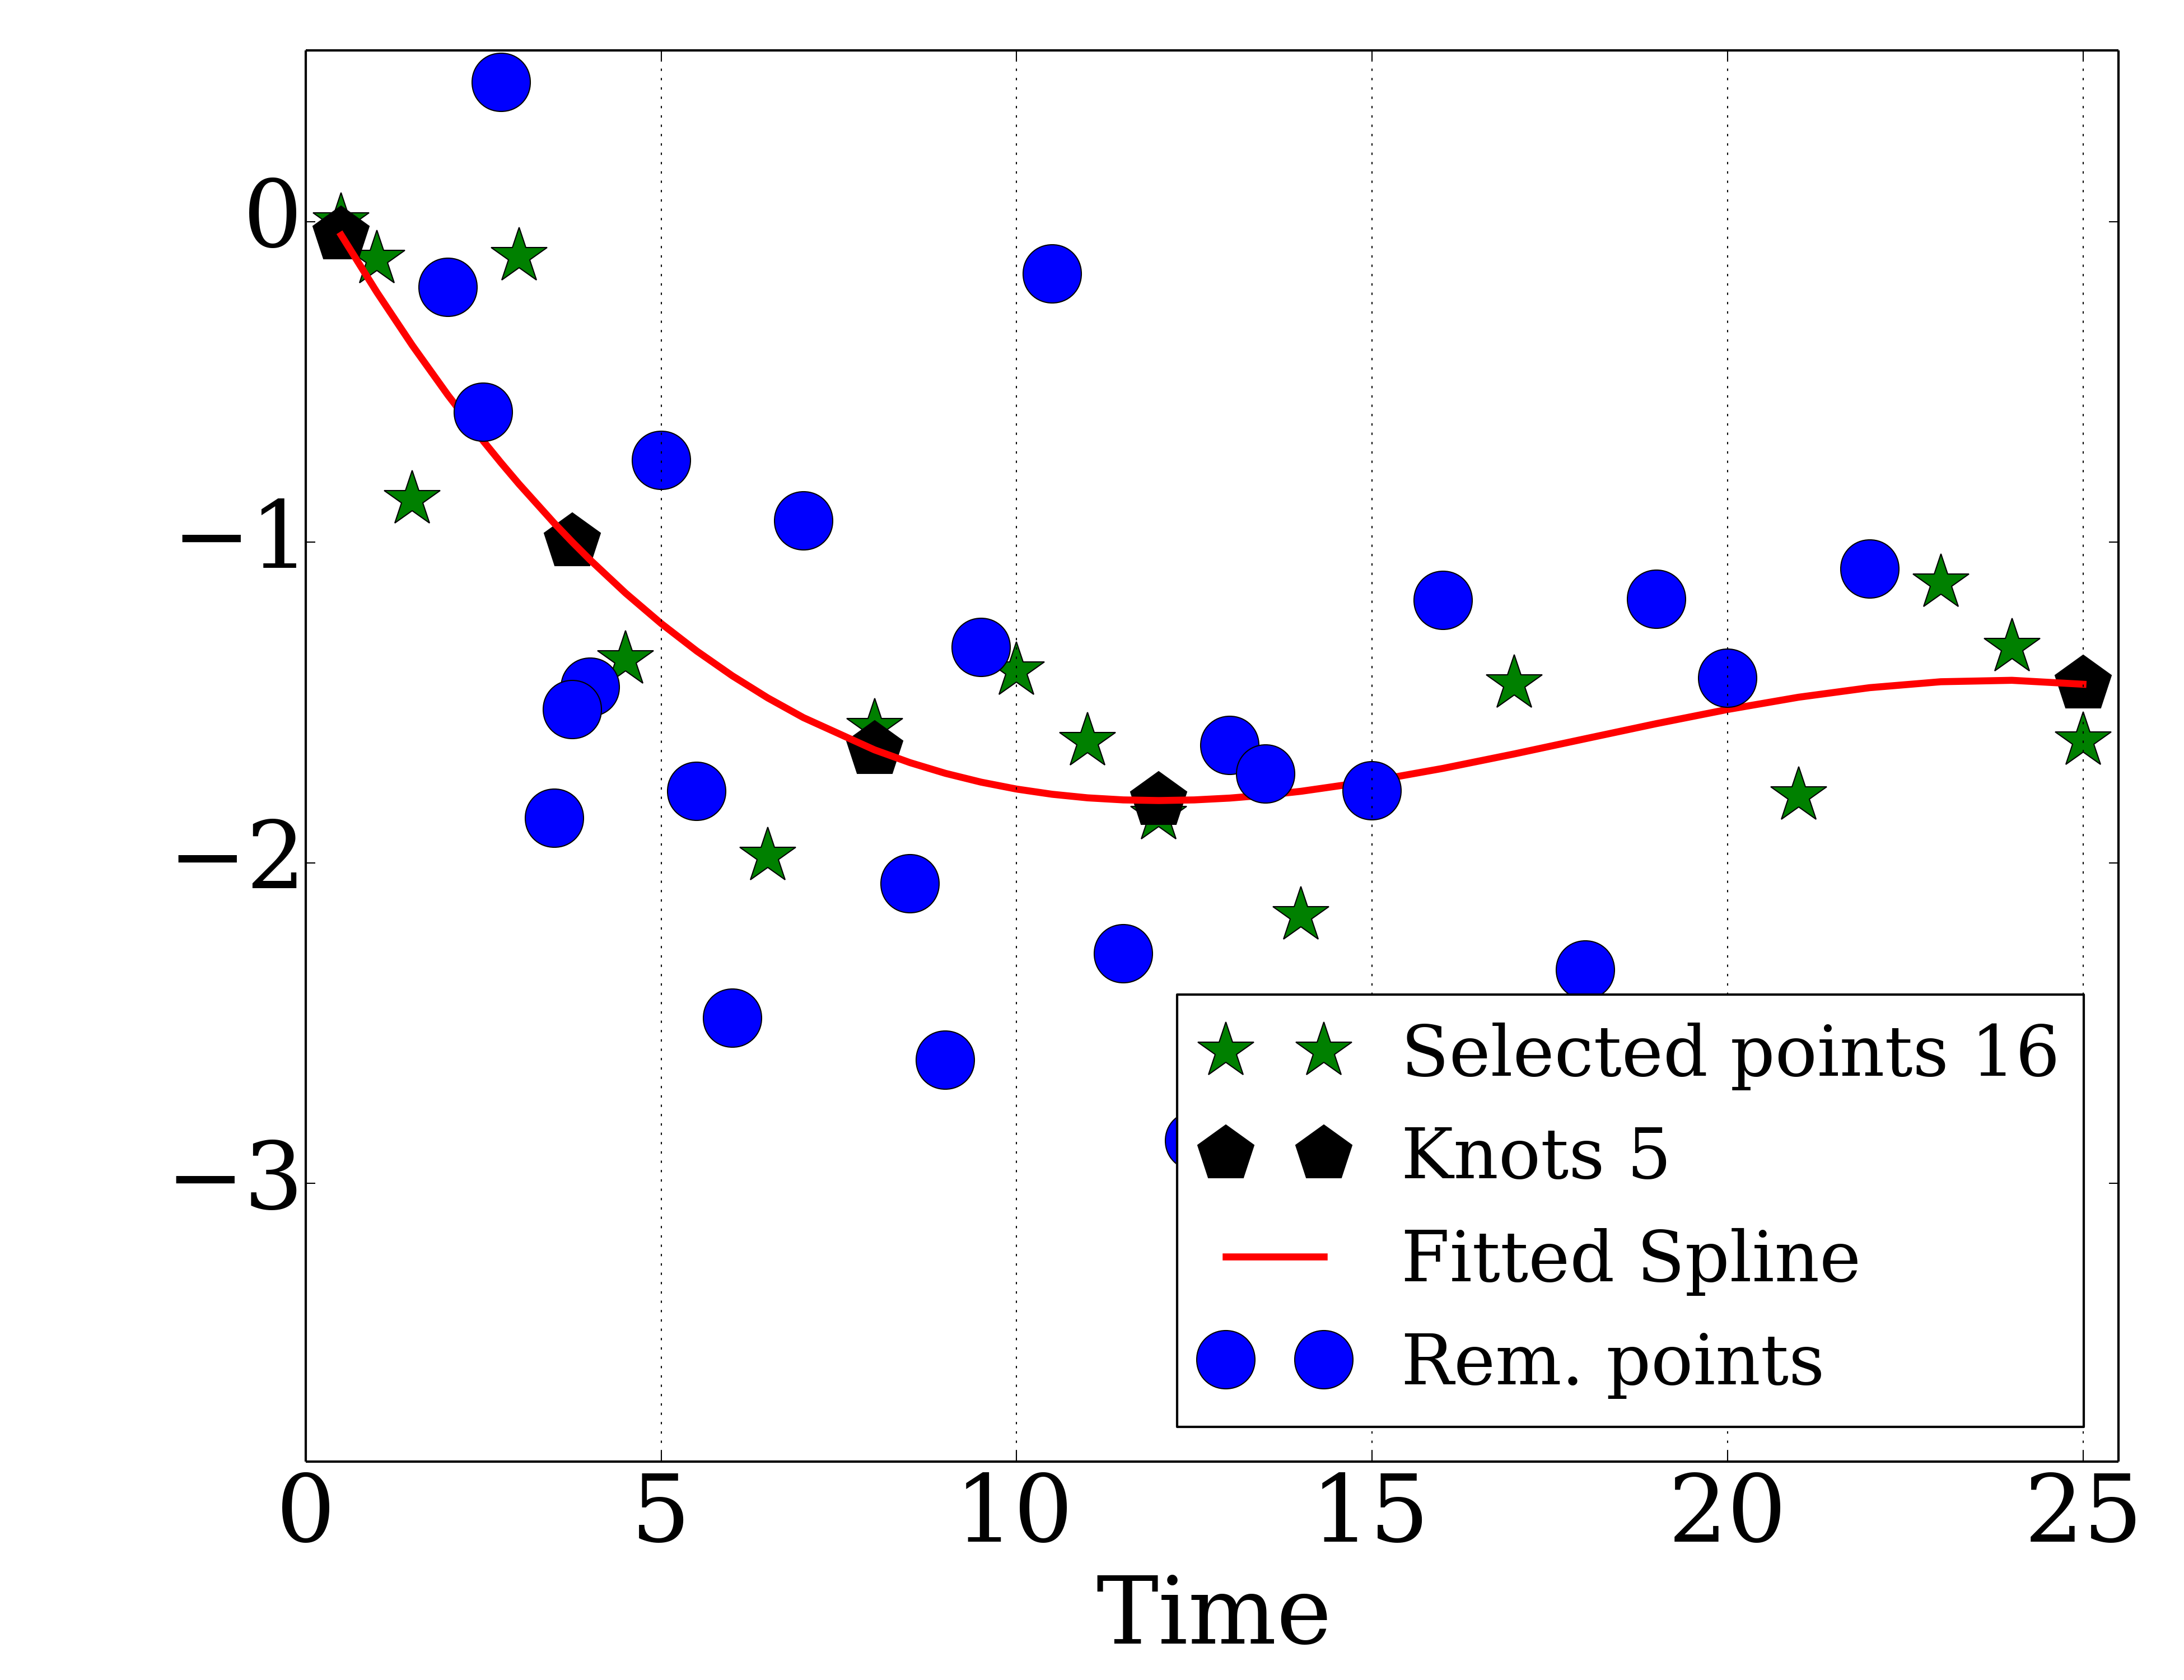 0
−1
−2
−3
Selected points 16
Knots 5
Fitted Spline
Rem. points
0 5 10 15 20 25
Time